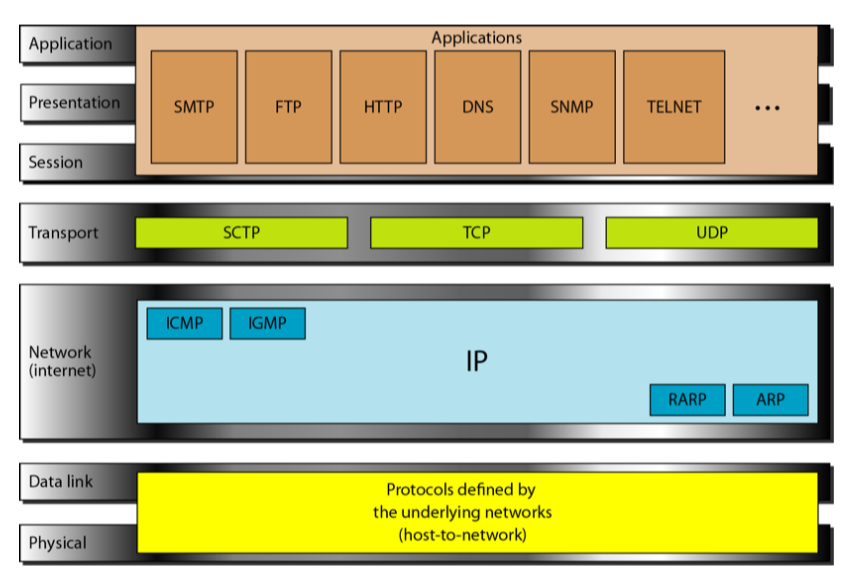 Application
Applications
Presentation
SMTP
FTP
HTTP
DNS
SNMP
TELNET
...
Session
Transport
SCTP
TCP
UDP
Network
(internet)
ICMP
IGMP
IP
RARP
ARP
Data link
Protocols defined by
the underlying networks
(host-to-network)
Physical